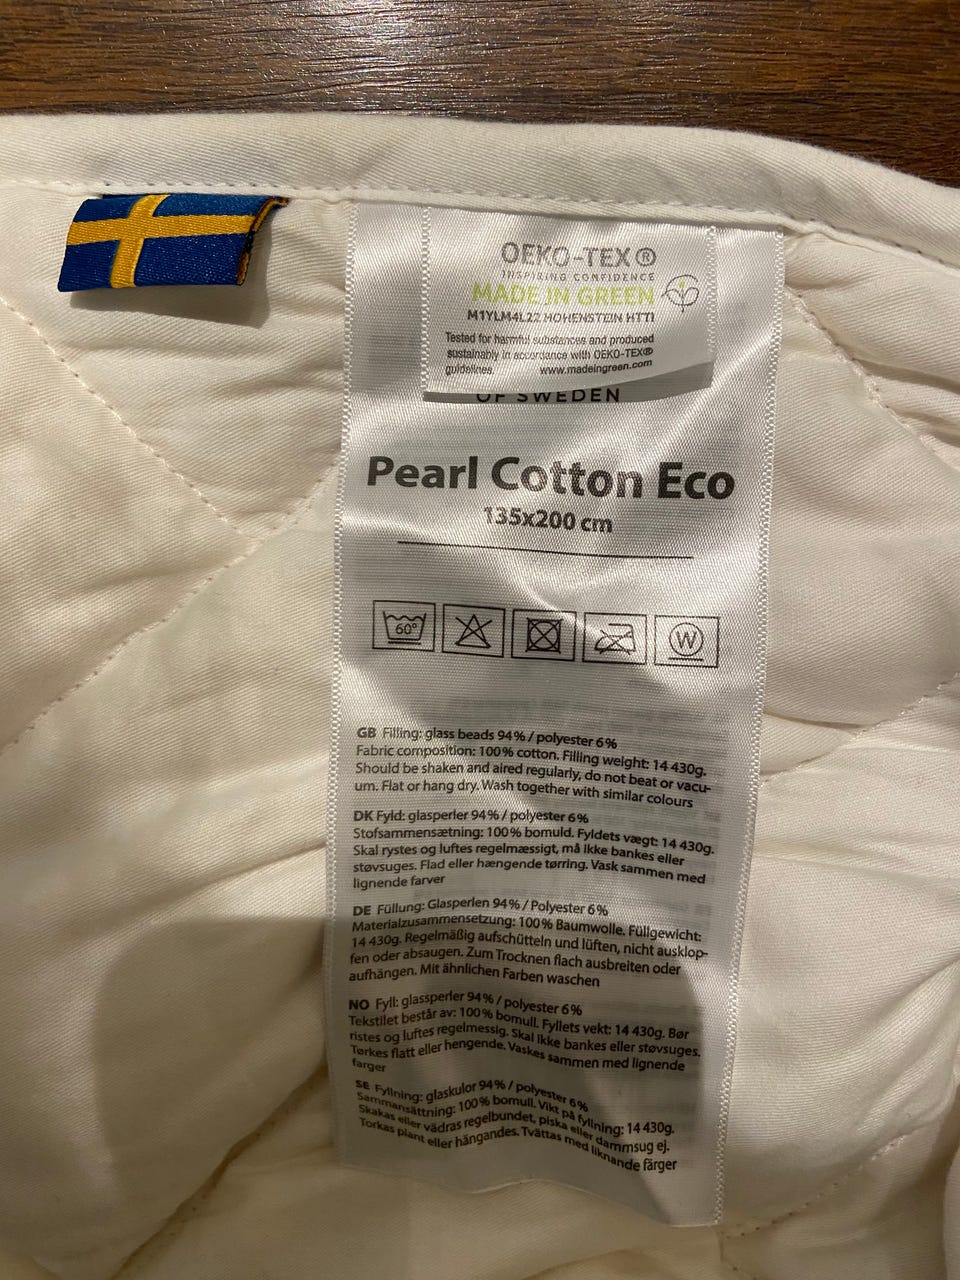 OEKO-TEX®
INSPIRING CONFIDENCE
MADE IN GREEN
M1YLM4L22 HOHENSTEIN HTTI
Tested for harmful substances and produced
sustainably in accordance with OEKO-TEX®
guidelines. www.madeingreen.com
OF SWEDEN
Pearl Cotton Eco
135x200 cm
60°
W
GB Filling: glass beads 94% / polyester 6%
Fabric composition: 100% cotton. Filling weight: 14 430g.
Should be shaken and aired regularly, do not beat or vacu-
um. Flat or hang dry. Wash together with similar colours
DK Fyld: glasperler 94% / polyester 6%
Stofsammensætning: 100% bomuld. Fyldets vægt: 14 430g.
Skal rystes og luftes regelmæssigt, må ikke bankes eller
støvsuges. Flad eller hængende tørring. Vask sammen med
lignende farver
DE Füllung: Glasperlen 94% / Polyester 6%
Materialzusammensetzung: 100% Baumwolle. Füllgewicht:
14 430g. Regelmäßig aufschütteln und lüften, nicht ausklop-
fen oder absaugen. Zum Trocknen flach ausbreiten oder
aufhängen. Mit ähnlichen Farben waschen
NO Fyll: glassperler 94% / polyester 6%
Tekstilet består av: 100% bomull. Fyllets vekt: 14 430g. Bør
ristes og luftes regelmessig. Skal ikke bankes eller støvsuges.
Tørkes flatt eller hengende. Vaskes sammen med lignende
farger
SE Fyllning: glaskulor 94% / polyester 6%
Sammansättning: 100% bomull. Vikt på fyllning: 14 430g.
Skakas eller vädras regelbundet, piska eller dammsug ej.
Torkas plant eller hängandes. Tvättas med liknande färger